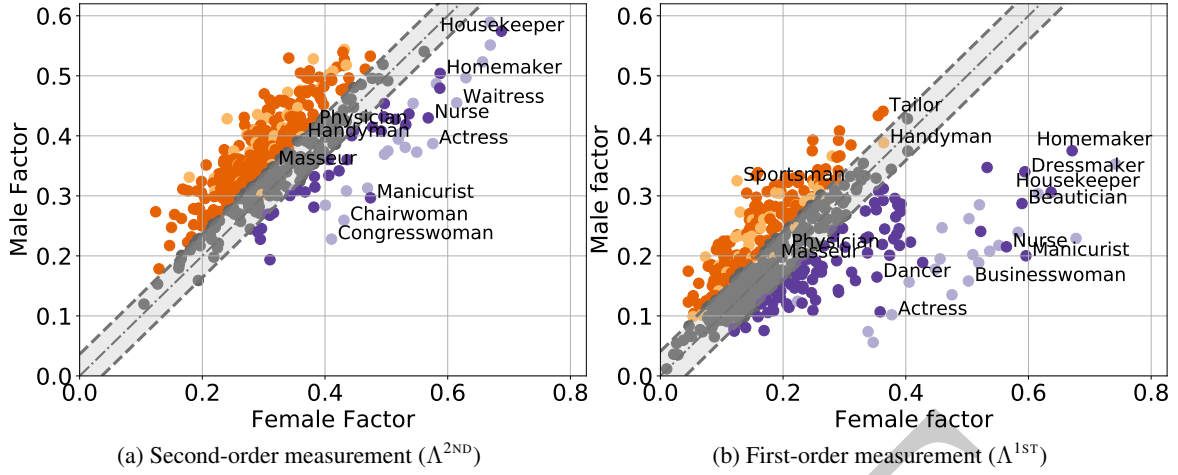 0.6
0.5
0.4
0.3
0.2
0.1
0.0
Male Factor
Housekeeper
Homemaker
Waitress
Nurse
Physician
Handyman
Actress
Masseur
Manicurist
Chairwoman
Congresswoman
0.0 0.2 0.4 0.6 0.8
Female Factor
(a) Second-order measurement (Λ²ᴺᴰ)
0.6
0.5
0.4
0.3
0.2
0.1
0.0
Male factor
Tailor
Handyman
Homemaker
Sportsman
Dressmaker
Housekeeper
Beautician
Physician
Nurse
Masseur
Manicurist
Dancer
Businesswoman
Actress
0.0 0.2 0.4 0.6 0.8
Female factor
(b) First-order measurement (Λ¹ˢᵀ)